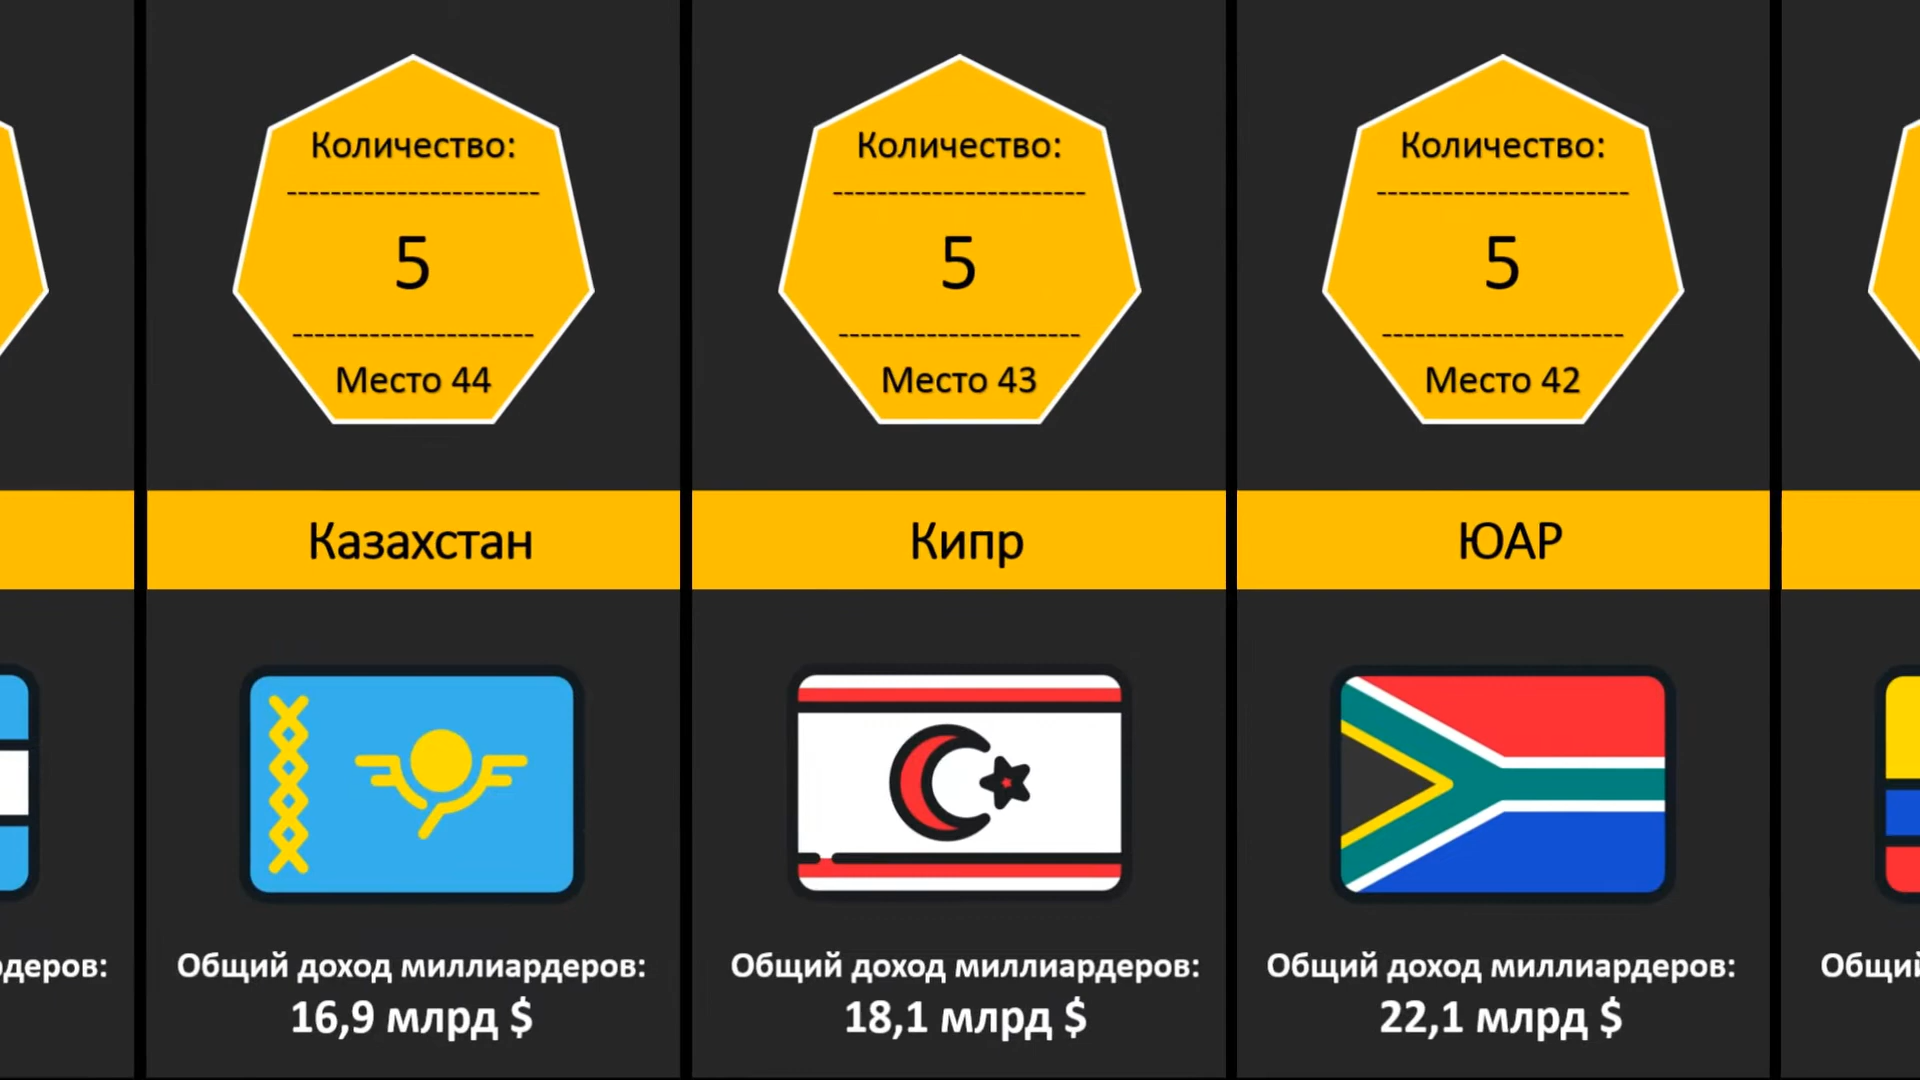 Количество:
5
Место 44
Казахстан
Общий доход миллиардеров:
16,9 млрд $
Количество:
5
Место 43
Кипр
Общий доход миллиардеров:
18,1 млрд $
Количество:
5
Место 42
ЮАР
Общий доход миллиардеров:
22,1 млрд $